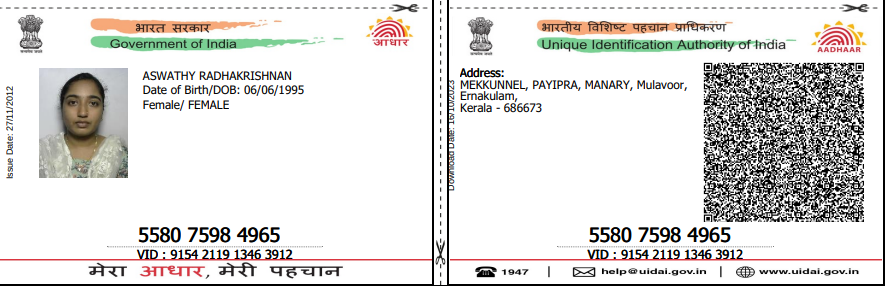 भारत सरकार
Government of India
आधार
Issue Date: 27/11/2012
ASWATHY RADHAKRISHNAN
Date of Birth/DOB: 06/06/1995
Female/ FEMALE
5580 7598 4965
VID : 9154 2119 1346 3912
मेरा आधार, मेरी पहचान
भारतीय विशिष्ट पहचान प्राधिकरण
Unique Identification Authority of India
AADHAAR
Download Date: 16/10/2023
Address:
MEKKUNNEL, PAYIPRA, MANARY, Mulavoor,
Ernakulam,
Kerala - 686673
5580 7598 4965
VID : 9154 2119 1346 3912
1947 | help@uidai.gov.in | www.uidai.gov.in